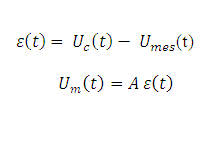 ε(t) = U_c(t) − U_mes(t)
U_m(t) = A ε(t)